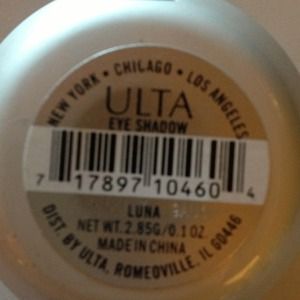 NEW YORK • CHILAGO • LOS ANGELES
ULTA
EYE SHADOW
7 17897 10460 4
LUNA
NET WT. 2.85G/0.1 OZ
MADE IN CHINA
DIST. BY ULTA, ROMEOVILLE, IL 60446